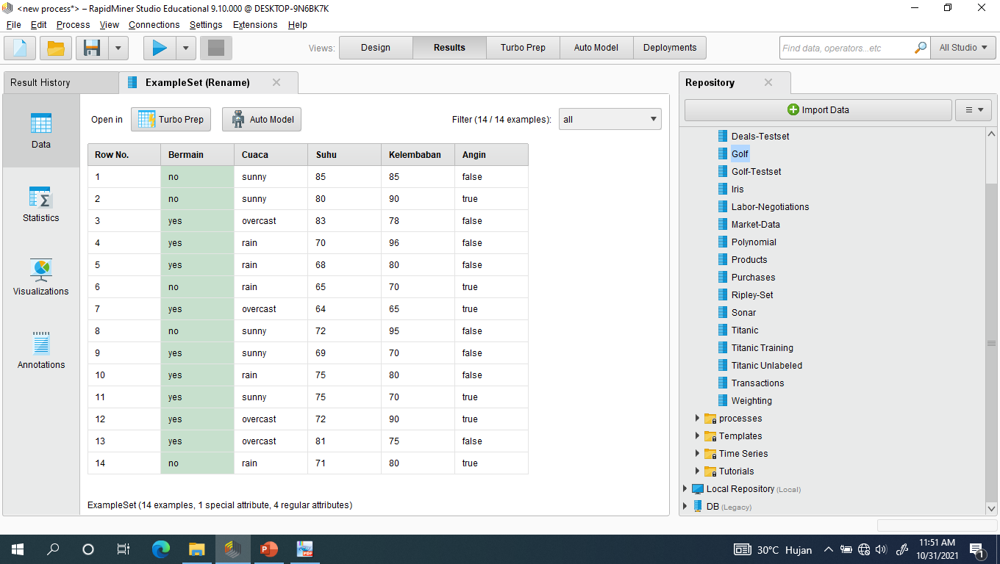 <new process*> – RapidMiner Studio Educational 9.10.000 @ DESKTOP-9N6BK7K
File Edit Process View Connections Settings Extensions Help
Views: Design Results Turbo Prep Auto Model Deployments Find data, operators...etc All Studio
Result History ExampleSet (Rename) Repository
Open in Turbo Prep Auto Model Filter (14 / 14 examples): all
Import Data
Data
Statistics
Visualizations
Annotations
Row No. Bermain Cuaca Suhu Kelembaban Angin
1 no sunny 85 85 false
2 no sunny 80 90 true
3 yes overcast 83 78 false
4 yes rain 70 96 false
5 yes rain 68 80 false
6 no rain 65 70 true
7 yes overcast 64 65 true
8 no sunny 72 95 false
9 yes sunny 69 70 false
10 yes rain 75 80 false
11 yes sunny 75 70 true
12 yes overcast 72 90 true
13 yes overcast 81 75 false
14 no rain 71 80 true
ExampleSet (14 examples, 1 special attribute, 4 regular attributes)
Deals-Testset
Golf
Golf-Testset
Iris
Labor-Negotiations
Market-Data
Polynomial
Products
Purchases
Ripley-Set
Sonar
Titanic
Titanic Training
Titanic Unlabeled
Transactions
Weighting
processes
Templates
Time Series
Tutorials
Local Repository (Local)
DB (Legacy)
30°C Hujan
11:51 AM
10/31/2021
1